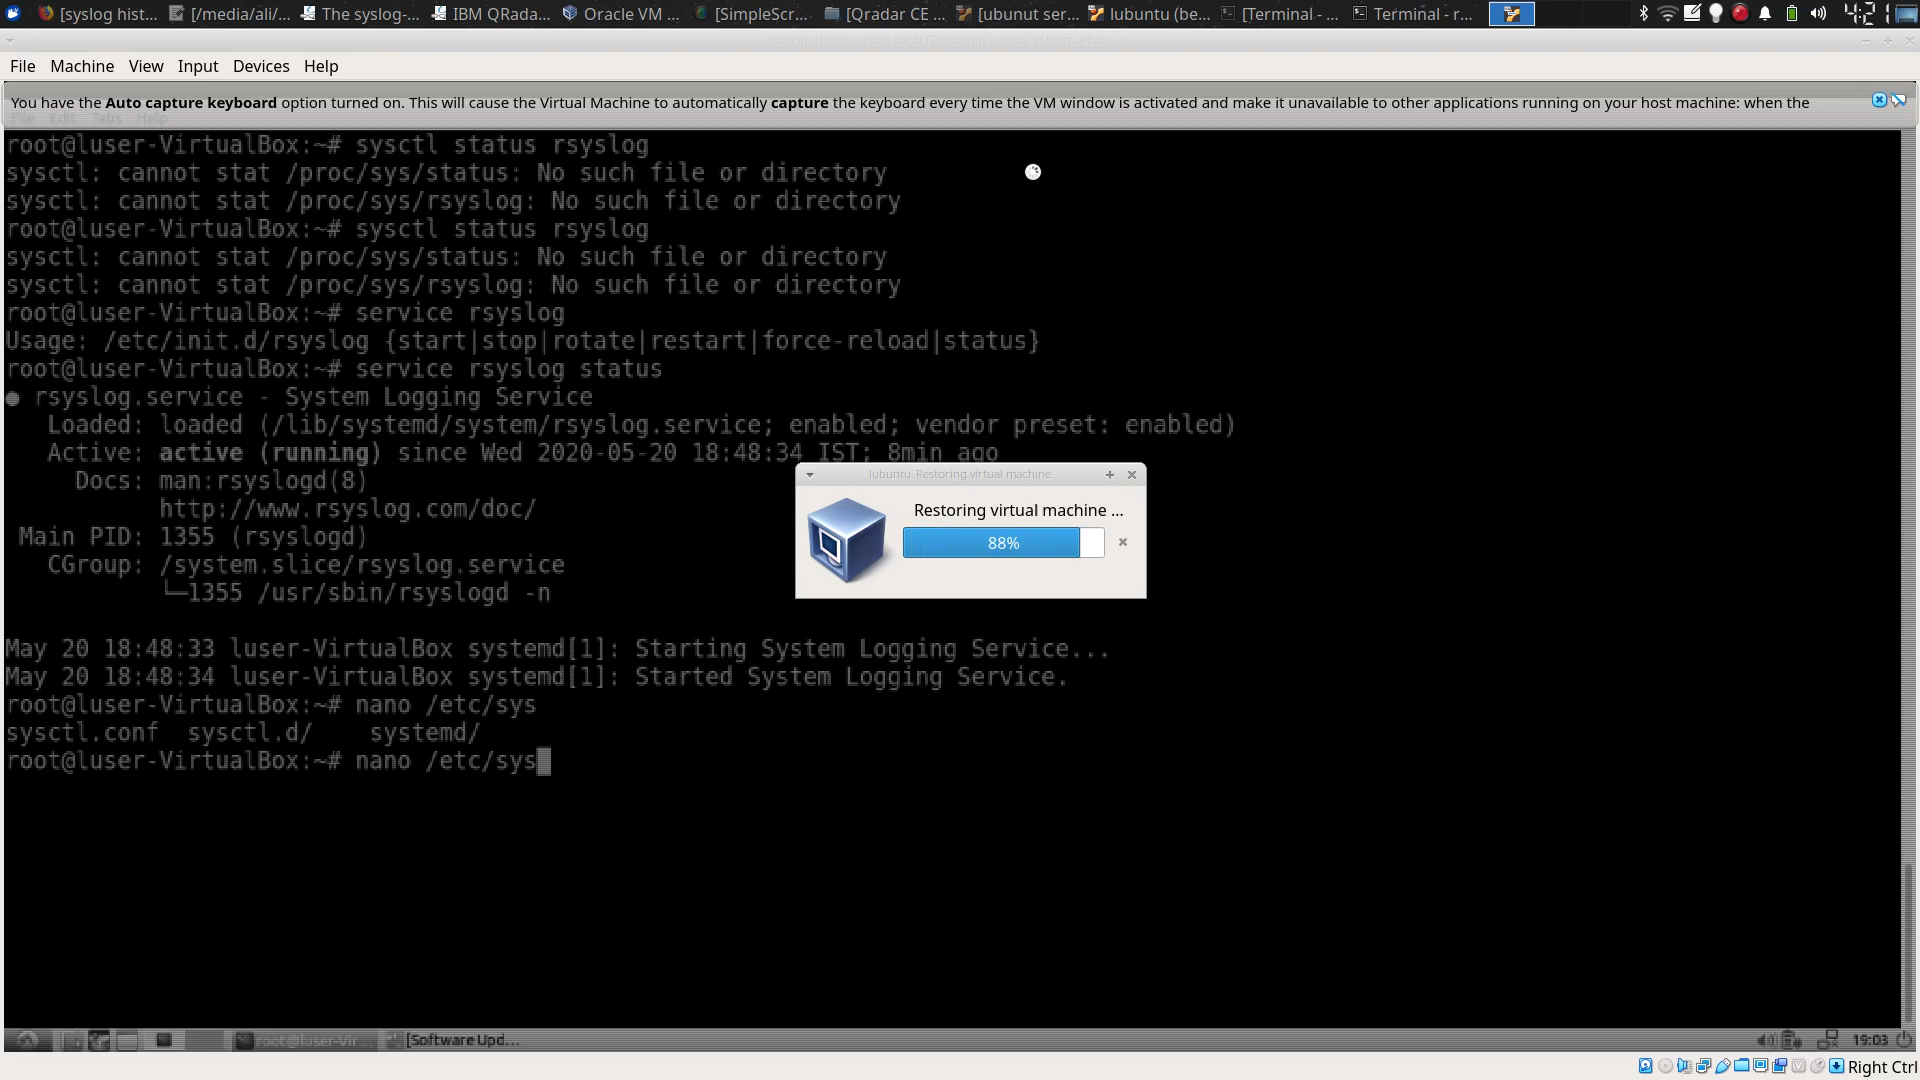 [syslog hist... [/media/ali/... The syslog-... IBM QRada... Oracle VM ... [SimpleScr... [Qradar CE ... [ubunut ser... lubuntu (be... [Terminal - ... Terminal - r... 4:21
File Machine View Input Devices Help
You have the Auto capture keyboard option turned on. This will cause the Virtual Machine to automatically capture the keyboard every time the VM window is activated and make it unavailable to other applications running on your host machine: when the
File Edit Tabs Help
root@luser-VirtualBox:~# sysctl status rsyslog
sysctl: cannot stat /proc/sys/status: No such file or directory
sysctl: cannot stat /proc/sys/rsyslog: No such file or directory
root@luser-VirtualBox:~# sysctl status rsyslog
sysctl: cannot stat /proc/sys/status: No such file or directory
sysctl: cannot stat /proc/sys/rsyslog: No such file or directory
root@luser-VirtualBox:~# service rsyslog
Usage: /etc/init.d/rsyslog {start|stop|rotate|restart|force-reload|status}
root@luser-VirtualBox:~# service rsyslog status
● rsyslog.service - System Logging Service
Loaded: loaded (/lib/systemd/system/rsyslog.service; enabled; vendor preset: enabled)
Active: active (running) since Wed 2020-05-20 18:48:34 IST; 8min ago
Docs: man:rsyslogd(8)
http://www.rsyslog.com/doc/
Main PID: 1355 (rsyslogd)
CGroup: /system.slice/rsyslog.service
└─1355 /usr/sbin/rsyslogd -n
lubuntu: Restoring virtual machine
Restoring virtual machine ...
88%
May 20 18:48:33 luser-VirtualBox systemd[1]: Starting System Logging Service...
May 20 18:48:34 luser-VirtualBox systemd[1]: Started System Logging Service.
root@luser-VirtualBox:~# nano /etc/sys
sysctl.conf sysctl.d/ systemd/
root@luser-VirtualBox:~# nano /etc/sys
root@luser-Vir... [Software Upd... 19:03
Right Ctrl